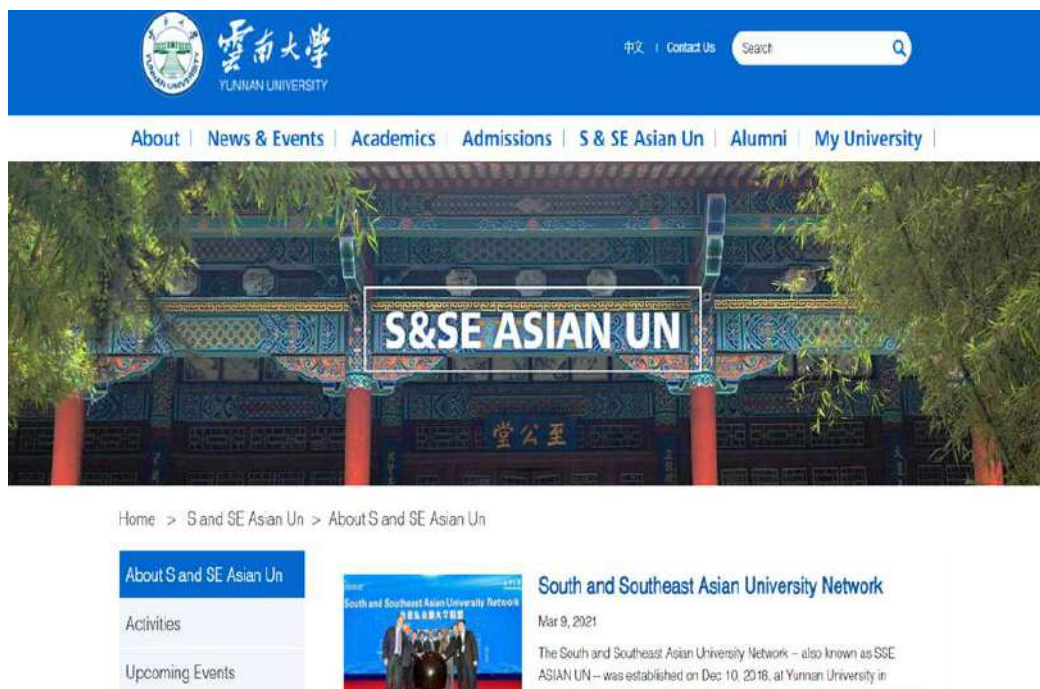 雲南大學
YUNNAN UNIVERSITY
YUNNAN UNIVERSITY
中文 | Contact Us
Search
About | News & Events | Academics | Admissions | S & SE Asian Un | Alumni | My University |
S&SE ASIAN UN
堂公至
Home > S and SE Asian Un > About S and SE Asian Un
About S and SE Asian Un
Activities
Upcoming Events
South and Southeast Asian University Network
South and Southeast Asian University Network
Mar 9, 2021
The South and Southeast Asian University Network – also known as SSE
ASIAN UN – was established on Dec 10, 2018, at Yunnan University in